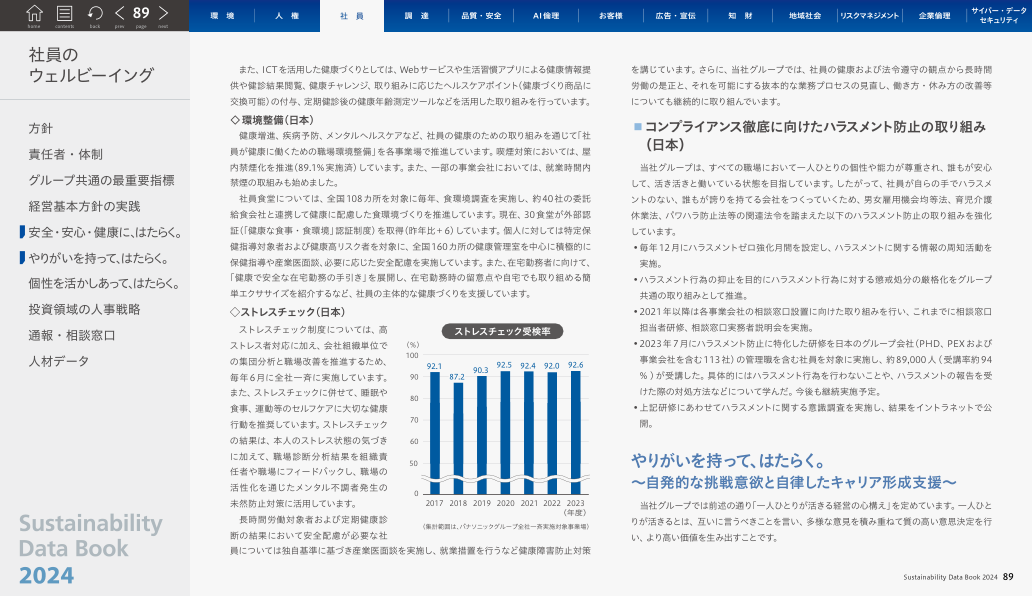 home contents back prev 89 page next
環　境
人　権
社　員
調　達
品質・安全
AI倫理
お客様
広告・宣伝
知　財
地域社会
リスクマネジメント
企業倫理
サイバー・データ
セキュリティ
社員の
ウェルビーイング
方針
責任者・体制
グループ共通の最重要指標
経営基本方針の実践
安全・安心・健康に、はたらく。
やりがいを持って、はたらく。
個性を活かしあって、はたらく。
投資領域の人事戦略
通報・相談窓口
人材データ
Sustainability
Data Book
2024
また、ICTを活用した健康づくりとしては、Webサービスや生活習慣アプリによる健康情報提
供や健診結果閲覧、健康チャレンジ、取り組みに応じたヘルスケアポイント（健康づくり商品に
交換可能）の付与、定期健診後の健康年齢測定ツールなどを活用した取り組みを行っています。
◇環境整備（日本）
健康増進、疾病予防、メンタルヘルスケアなど、社員の健康のための取り組みを通じて「社
員が健康に働くための職場環境整備」を各事業場で推進しています。喫煙対策においては、屋
内禁煙化を推進（89.1％実施済）しています。また、一部の事業会社においては、就業時間内
禁煙の取組みも始めました。
社員食堂については、全国108カ所を対象に毎年、食環境調査を実施し、約40社の委託
給食会社と連携して健康に配慮した食環境づくりを推進しています。現在、30食堂が外部認
証（「健康な食事・食環境」認証制度）を取得（昨年比＋6）しています。個人に対しては特定保
健指導対象者および健康高リスク者を対象に、全国160カ所の健康管理室を中心に積極的に
保健指導や産業医面談、必要に応じた安全配慮を実施しています。また、在宅勤務者に向けて、
「健康で安全な在宅勤務の手引き」を展開し、在宅勤務時の留意点や自宅でも取り組める簡
単エクササイズを紹介するなど、社員の主体的な健康づくりを支援しています。
◇ストレスチェック（日本）
ストレスチェック制度については、高
ストレス者対応に加え、会社組織単位で
の集団分析と職場改善を推進するため、
毎年6月に全社一斉に実施しています。
また、ストレスチェックに併せて、睡眠や
食事、運動等のセルフケアに大切な健康
行動を推奨しています。ストレスチェック
の結果は、本人のストレス状態の気づき
に加えて、職場診断分析結果を組織責
任者や職場にフィードバックし、職場の
活性化を通じたメンタル不調者発生の
未然防止対策に活用しています。
長時間労働対象者および定期健康診
断の結果において安全配慮が必要な社
員については独自基準に基づき産業医面談を実施し、就業措置を行うなど健康障害防止対策
ストレスチェック受検率
（%）
100
90
80
70
60
50
0
92.1
87.2
90.3
92.5
92.4
92.0
92.6
2017 2018 2019 2020 2021 2022 2023
（年度）
（集計範囲は、パナソニックグループ全社一斉実施対象事業場）
を講じています。さらに、当社グループでは、社員の健康および法令遵守の観点から長時間
労働の是正と、それを可能にする抜本的な業務プロセスの見直し、働き方・休み方の改善等
についても継続的に取り組んでいます。
■コンプライアンス徹底に向けたハラスメント防止の取り組み
（日本）
当社グループは、すべての職場において一人ひとりの個性や能力が尊重され、誰もが安心
して、活き活きと働いている状態を目指しています。したがって、社員が自らの手でハラスメ
ントのない、誰もが誇りを持てる会社をつくっていくため、男女雇用機会均等法、育児介護
休業法、パワハラ防止法等の関連法令を踏まえた以下のハラスメント防止の取り組みを強化
しています。
•毎年12月にハラスメントゼロ強化月間を設定し、ハラスメントに関する情報の周知活動を
実施。
•ハラスメント行為の抑止を目的にハラスメント行為に対する懲戒処分の厳格化をグループ
共通の取り組みとして推進。
•2021年以降は各事業会社の相談窓口設置に向けた取り組みを行い、これまでに相談窓口
担当者研修、相談窓口実務者説明会を実施。
•2023年7月にハラスメント防止に特化した研修を日本のグループ会社（PHD、PEXおよび
事業会社を含む113社）の管理職を含む社員を対象に実施し、約89,000人（受講率約94
％）が受講した。具体的にはハラスメント行為を行わないことや、ハラスメントの報告を受
けた際の対処方法などについて学んだ。今後も継続実施予定。
•上記研修にあわせてハラスメントに関する意識調査を実施し、結果をイントラネットで公
開。
やりがいを持って、はたらく。
～自発的な挑戦意欲と自律したキャリア形成支援～
当社グループでは前述の通り「一人ひとりが活きる経営の心構え」を定めています。一人ひと
りが活きるとは、互いに言うべきことを言い、多様な意見を積み重ねて質の高い意思決定を行
い、より高い価値を生み出すことです。
Sustainability Data Book 2024 89